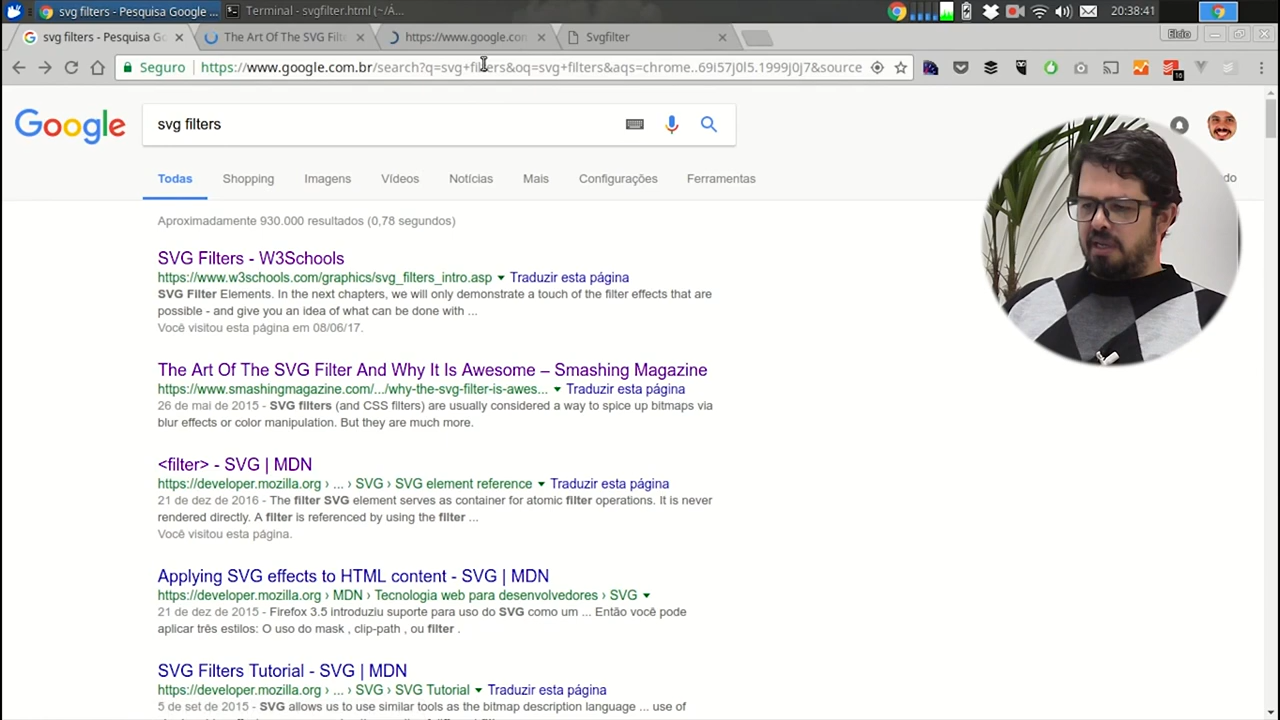 svg filters - Pesquisa Google ...
Terminal - svgfilter.html (~/A...
20:38:41
svg filters - Pesquisa Go
The Art Of The SVG Filte
https://www.google.com
Svgfilter
Elcio
Seguro
https://www.google.com.br/search?q=svg+filters&oq=svg+filters&aqs=chrome..69i57j0l5.1999j0j7&source
16
Google
svg filters
Todas
Shopping
Imagens
Vídeos
Notícias
Mais
Configurações
Ferramentas
Aproximadamente 930.000 resultados (0,78 segundos)
SVG Filters - W3Schools
https://www.w3schools.com/graphics/svg_filters_intro.asp Traduzir esta página
SVG Filter Elements. In the next chapters, we will only demonstrate a touch of the filter effects that are
possible - and give you an idea of what can be done with ...
Você visitou esta página em 08/06/17.
The Art Of The SVG Filter And Why It Is Awesome – Smashing Magazine
https://www.smashingmagazine.com/.../why-the-svg-filter-is-awes... Traduzir esta página
26 de mai de 2015 - SVG filters (and CSS filters) are usually considered a way to spice up bitmaps via
blur effects or color manipulation. But they are much more.
<filter> - SVG | MDN
https://developer.mozilla.org › ... › SVG › SVG element reference Traduzir esta página
21 de dez de 2016 - The filter SVG element serves as container for atomic filter operations. It is never
rendered directly. A filter is referenced by using the filter ...
Você visitou esta página.
Applying SVG effects to HTML content - SVG | MDN
https://developer.mozilla.org › MDN › Tecnologia web para desenvolvedores › SVG
21 de dez de 2015 - Firefox 3.5 introduziu suporte para uso do SVG como um ... Então você pode
aplicar três estilos: O uso do mask , clip-path , ou filter .
SVG Filters Tutorial - SVG | MDN
https://developer.mozilla.org › ... › SVG › SVG Tutorial Traduzir esta página
5 de set de 2015 - SVG allows us to use similar tools as the bitmap description language ... use of